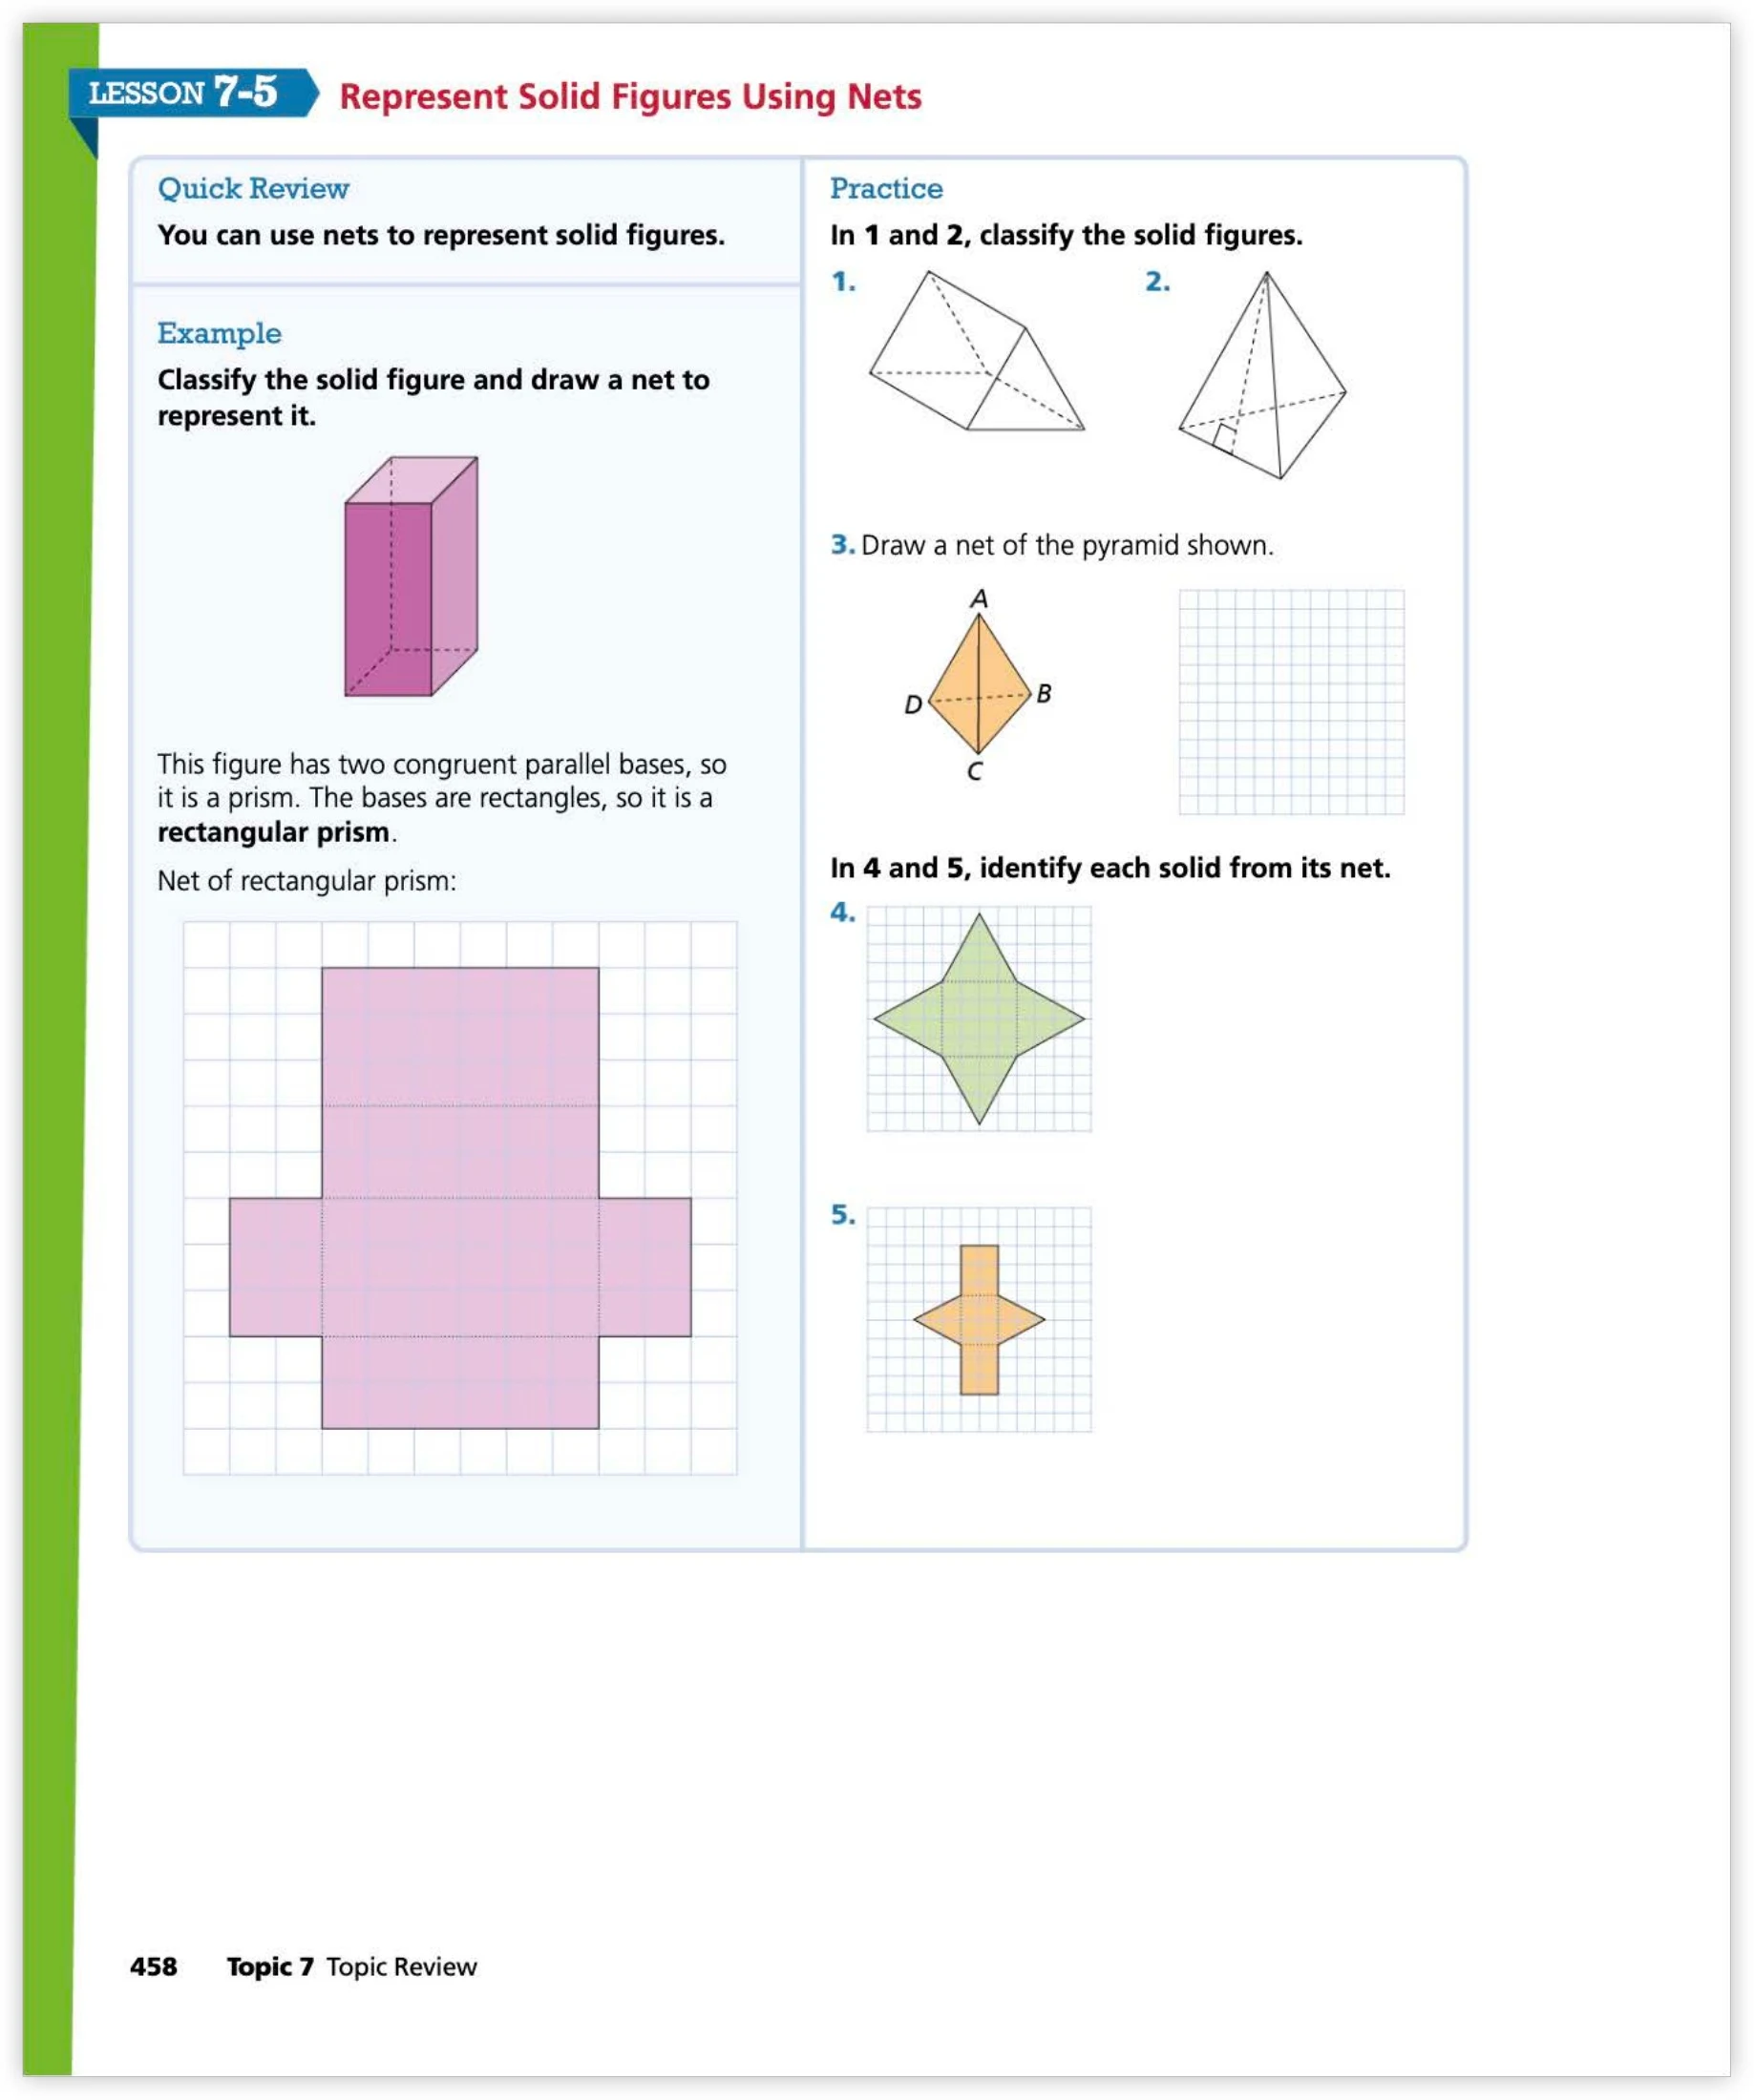 LESSON 7-5 Represent Solid Figures Using Nets
Quick Review
You can use nets to represent solid figures.
Example
Classify the solid figure and draw a net to
represent it.
This figure has two congruent parallel bases, so
it is a prism. The bases are rectangles, so it is a
rectangular prism.
Net of rectangular prism:
Practice
In 1 and 2, classify the solid figures.
1. 2.
3. Draw a net of the pyramid shown.
A
D B
C
In 4 and 5, identify each solid from its net.
4.
5.
458 Topic 7 Topic Review